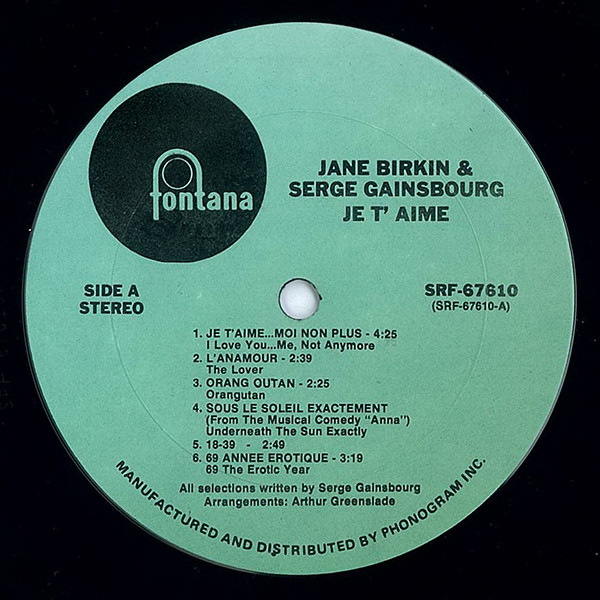 fontana
JANE BIRKIN &
SERGE GAINSBOURG
JE T' AIME
SIDE A
STEREO
SRF-67610
(SRF-67610-A)
1. JE T'AIME...MOI NON PLUS - 4:25
I Love You...Me, Not Anymore
2. L'ANAMOUR - 2:39
The Lover
3. ORANG OUTAN - 2:25
Orangutan
4. SOUS LE SOLEIL EXACTEMENT
(From The Musical Comedy "Anna")
Underneath The Sun Exactly
5. 18-39 - 2:49
6. 69 ANNEE EROTIQUE - 3:19
69 The Erotic Year
All selections written by Serge Gainsbourg
Arrangements: Arthur Greenslade
MANUFACTURED AND DISTRIBUTED BY PHONOGRAM INC.